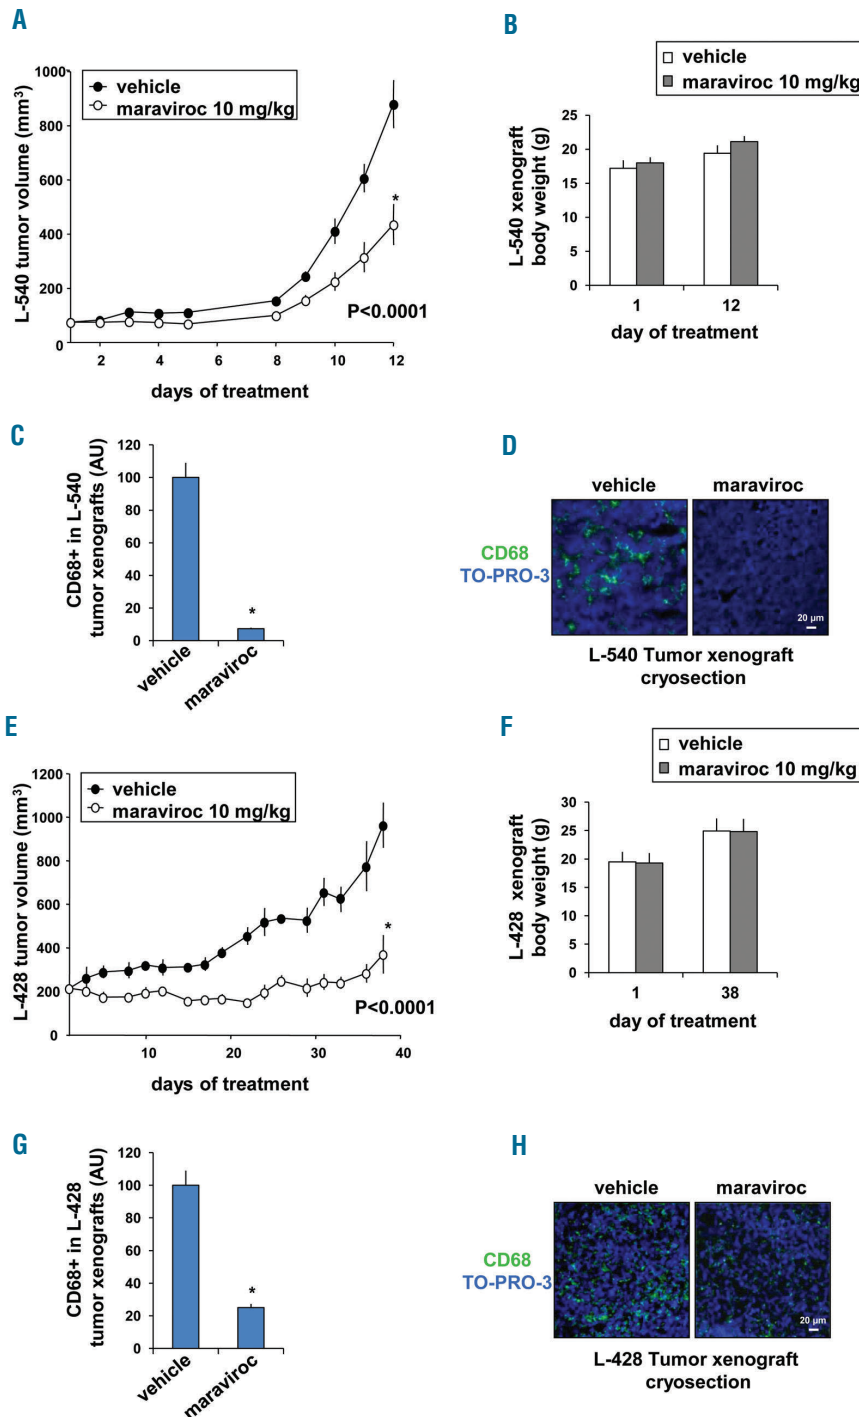 A
L-540 tumor volume (mm3)
1000
800
600
400
200
0
vehicle
maraviroc 10 mg/kg
*
P<0.0001
2 4 6 8 10 12
days of treatment
B
vehicle
maraviroc 10 mg/kg
L-540 xenograft
body weight (g)
25
20
15
10
5
0
1 12
day of treatment
C
CD68+ in L-540
tumor xenografts (AU)
120
100
80
60
40
20
0
*
vehicle
maraviroc
D
vehicle maraviroc
CD68
TO-PRO-3
20 µm
L-540 Tumor xenograft
cryosection
E
L-428 tumor volume (mm3)
1200
1000
800
600
400
200
0
vehicle
maraviroc 10 mg/kg
*
P<0.0001
10 20 30 40
days of treatment
F
vehicle
maraviroc 10 mg/kg
L-428 xenograft
body weight (g)
30
25
20
15
10
5
0
1 38
day of treatment
G
CD68+ in L-428
tumor xenografts (AU)
120
100
80
60
40
20
0
*
vehicle
maraviroc
H
vehicle maraviroc
CD68
TO-PRO-3
20 µm
L-428 Tumor xenograft
cryosection